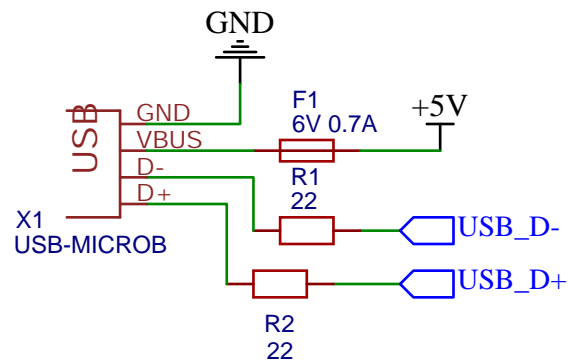 GND
USB
GND
VBUS
D-
D+
F1
6V 0.7A
+5V
R1
22
X1
USB-MICROB
USB_D-
USB_D+
R2
22